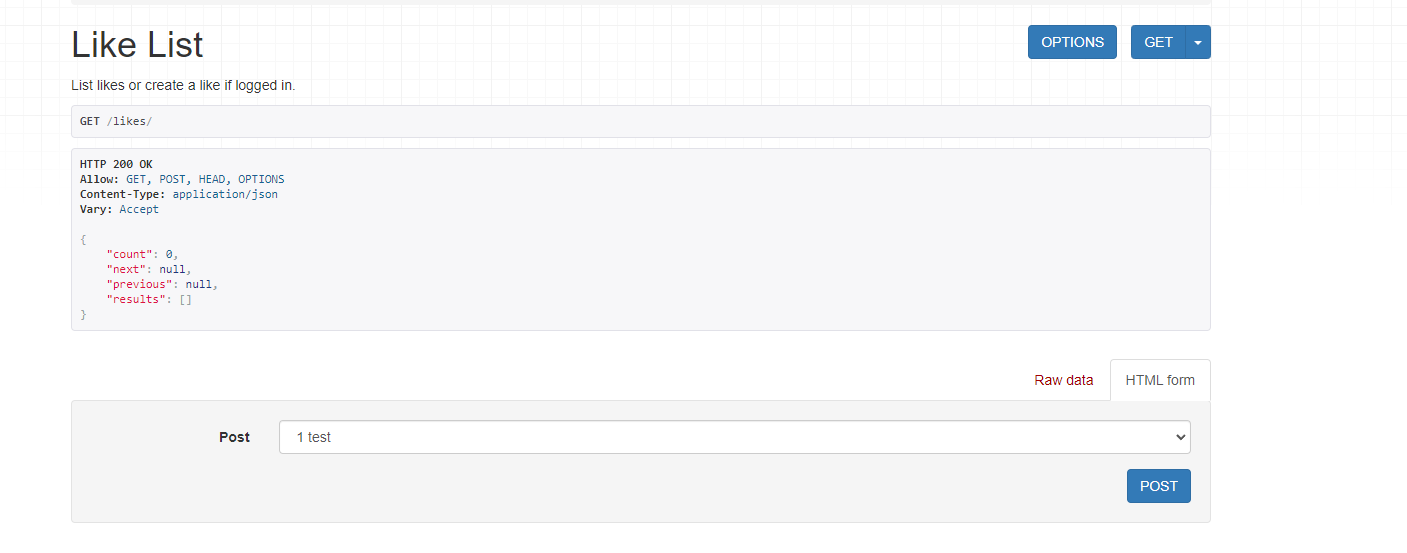 Like List
OPTIONS
GET
List likes or create a like if logged in.
GET /likes/
HTTP 200 OK
Allow: GET, POST, HEAD, OPTIONS
Content-Type: application/json
Vary: Accept
{
    "count": 0,
    "next": null,
    "previous": null,
    "results": []
}
Raw data
HTML form
Post
1 test
POST